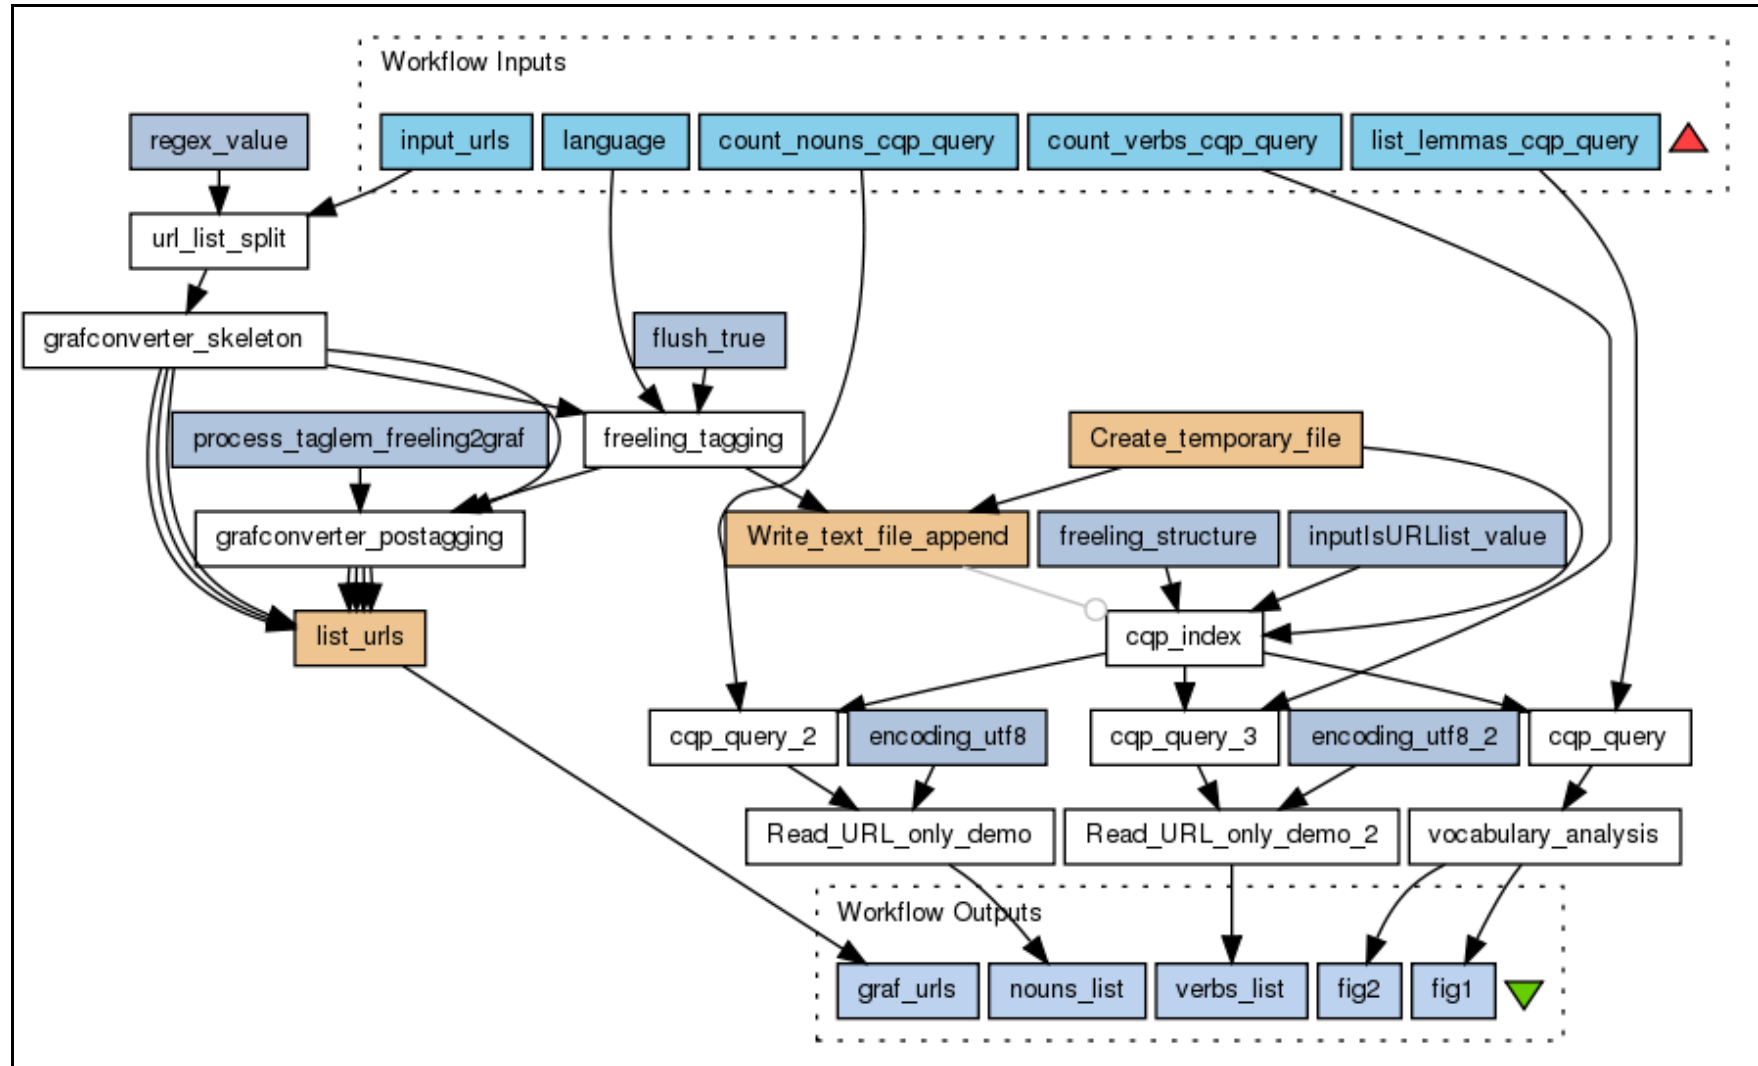 Workflow Inputs
regex_value
input_urls
language
count_nouns_cqp_query
count_verbs_cqp_query
list_lemmas_cqp_query
url_list_split
grafconverter_skeleton
flush_true
process_taglem_freeling2graf
freeling_tagging
Create_temporary_file
grafconverter_postagging
Write_text_file_append
freeling_structure
inputIsURLlist_value
list_urls
cqp_index
cqp_query_2
encoding_utf8
cqp_query_3
encoding_utf8_2
cqp_query
Read_URL_only_demo
Read_URL_only_demo_2
vocabulary_analysis
Workflow Outputs
graf_urls
nouns_list
verbs_list
fig2
fig1